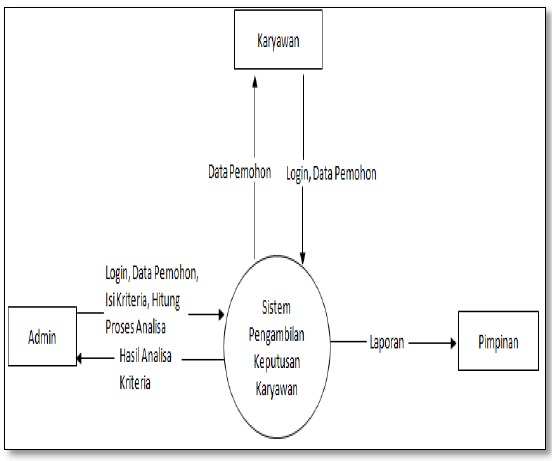 Karyawan
Data Pemohon
Login, Data Pemohon
Login, Data Pemohon,
Isi Kriteria, Hitung
Proses Analisa
Admin
Hasil Analisa
Kriteria
Sistem
Pengambilan
Keputusan
Karyawan
Laporan
Pimpinan